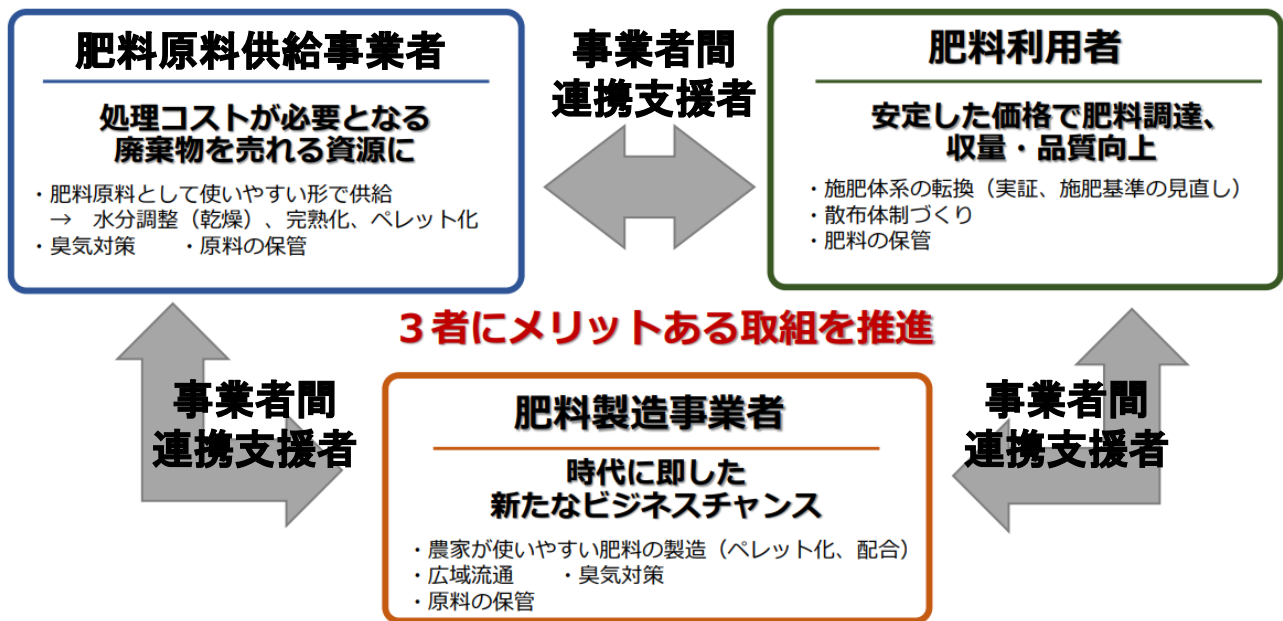 肥料原料供給事業者
処理コストが必要となる
廃棄物を売れる資源に
・肥料原料として使いやすい形で供給
→ 水分調整（乾燥）、完熟化、ペレット化
・臭気対策 ・原料の保管
事業者間
連携支援者
肥料利用者
安定した価格で肥料調達、
収量・品質向上
・施肥体系の転換（実証、施肥基準の見直し）
・散布体制づくり
・肥料の保管
３者にメリットある取組を推進
事業者間
連携支援者
肥料製造事業者
時代に即した
新たなビジネスチャンス
・農家が使いやすい肥料の製造（ペレット化、配合）
・広域流通 ・臭気対策
・原料の保管
事業者間
連携支援者